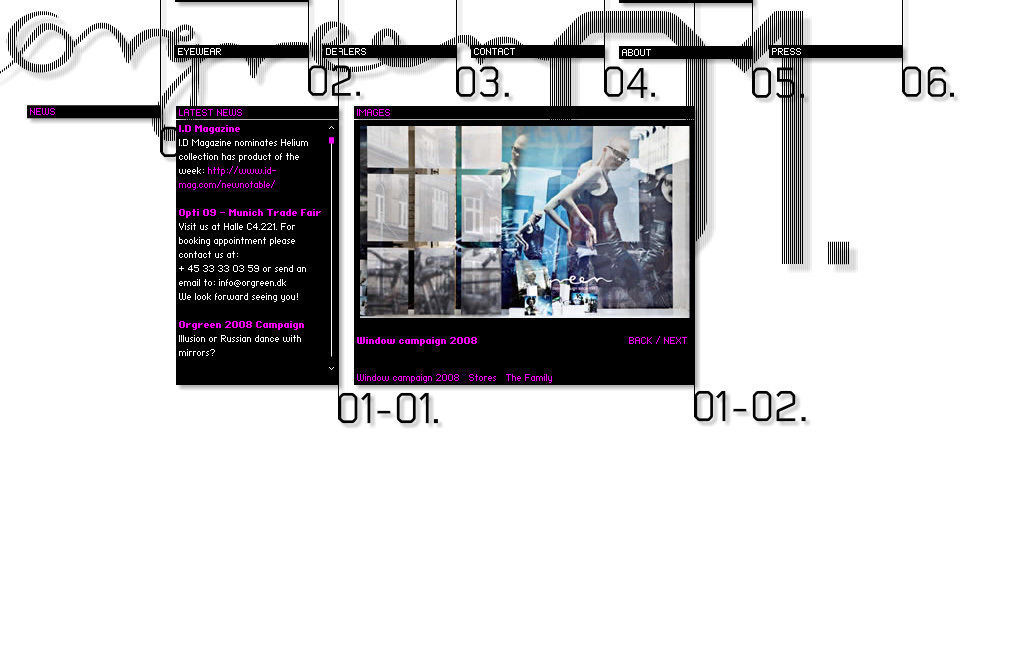 orgreen
EYEWEAR
DEALERS
CONTACT
ABOUT
PRESS
02.
03.
04.
05.
06.
NEWS
LATEST NEWS
IMAGES
I.D Magazine
I.D Magazine nominates Helium
collection has product of the
week: http://www.id-
mag.com/newnotable/
Opti 09 - Munich Trade Fair
Visit us at Halle C4.221. For
booking appointment please
contact us at:
+ 45 33 33 03 59 or send an
email to: info@orgreen.dk
We look forward seeing you!
Orgreen 2008 Campaign
Illusion or Russian dance with
mirrors?
Window campaign 2008
BACK / NEXT
Window campaign 2008 Stores The Family
01-01.
01-02.